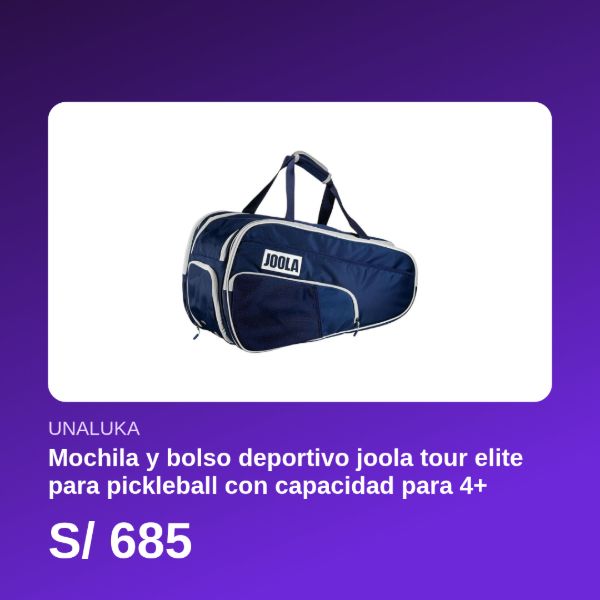 JOOLA
UNALUKA
Mochila y bolso deportivo joola tour elite
para pickleball con capacidad para 4+
S/ 685